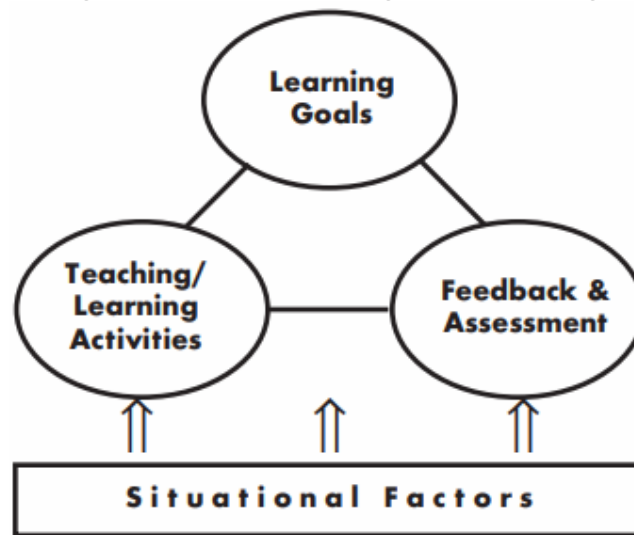 Learning
Goals
Teaching/
Learning
Activities
Feedback &
Assessment
Situational Factors